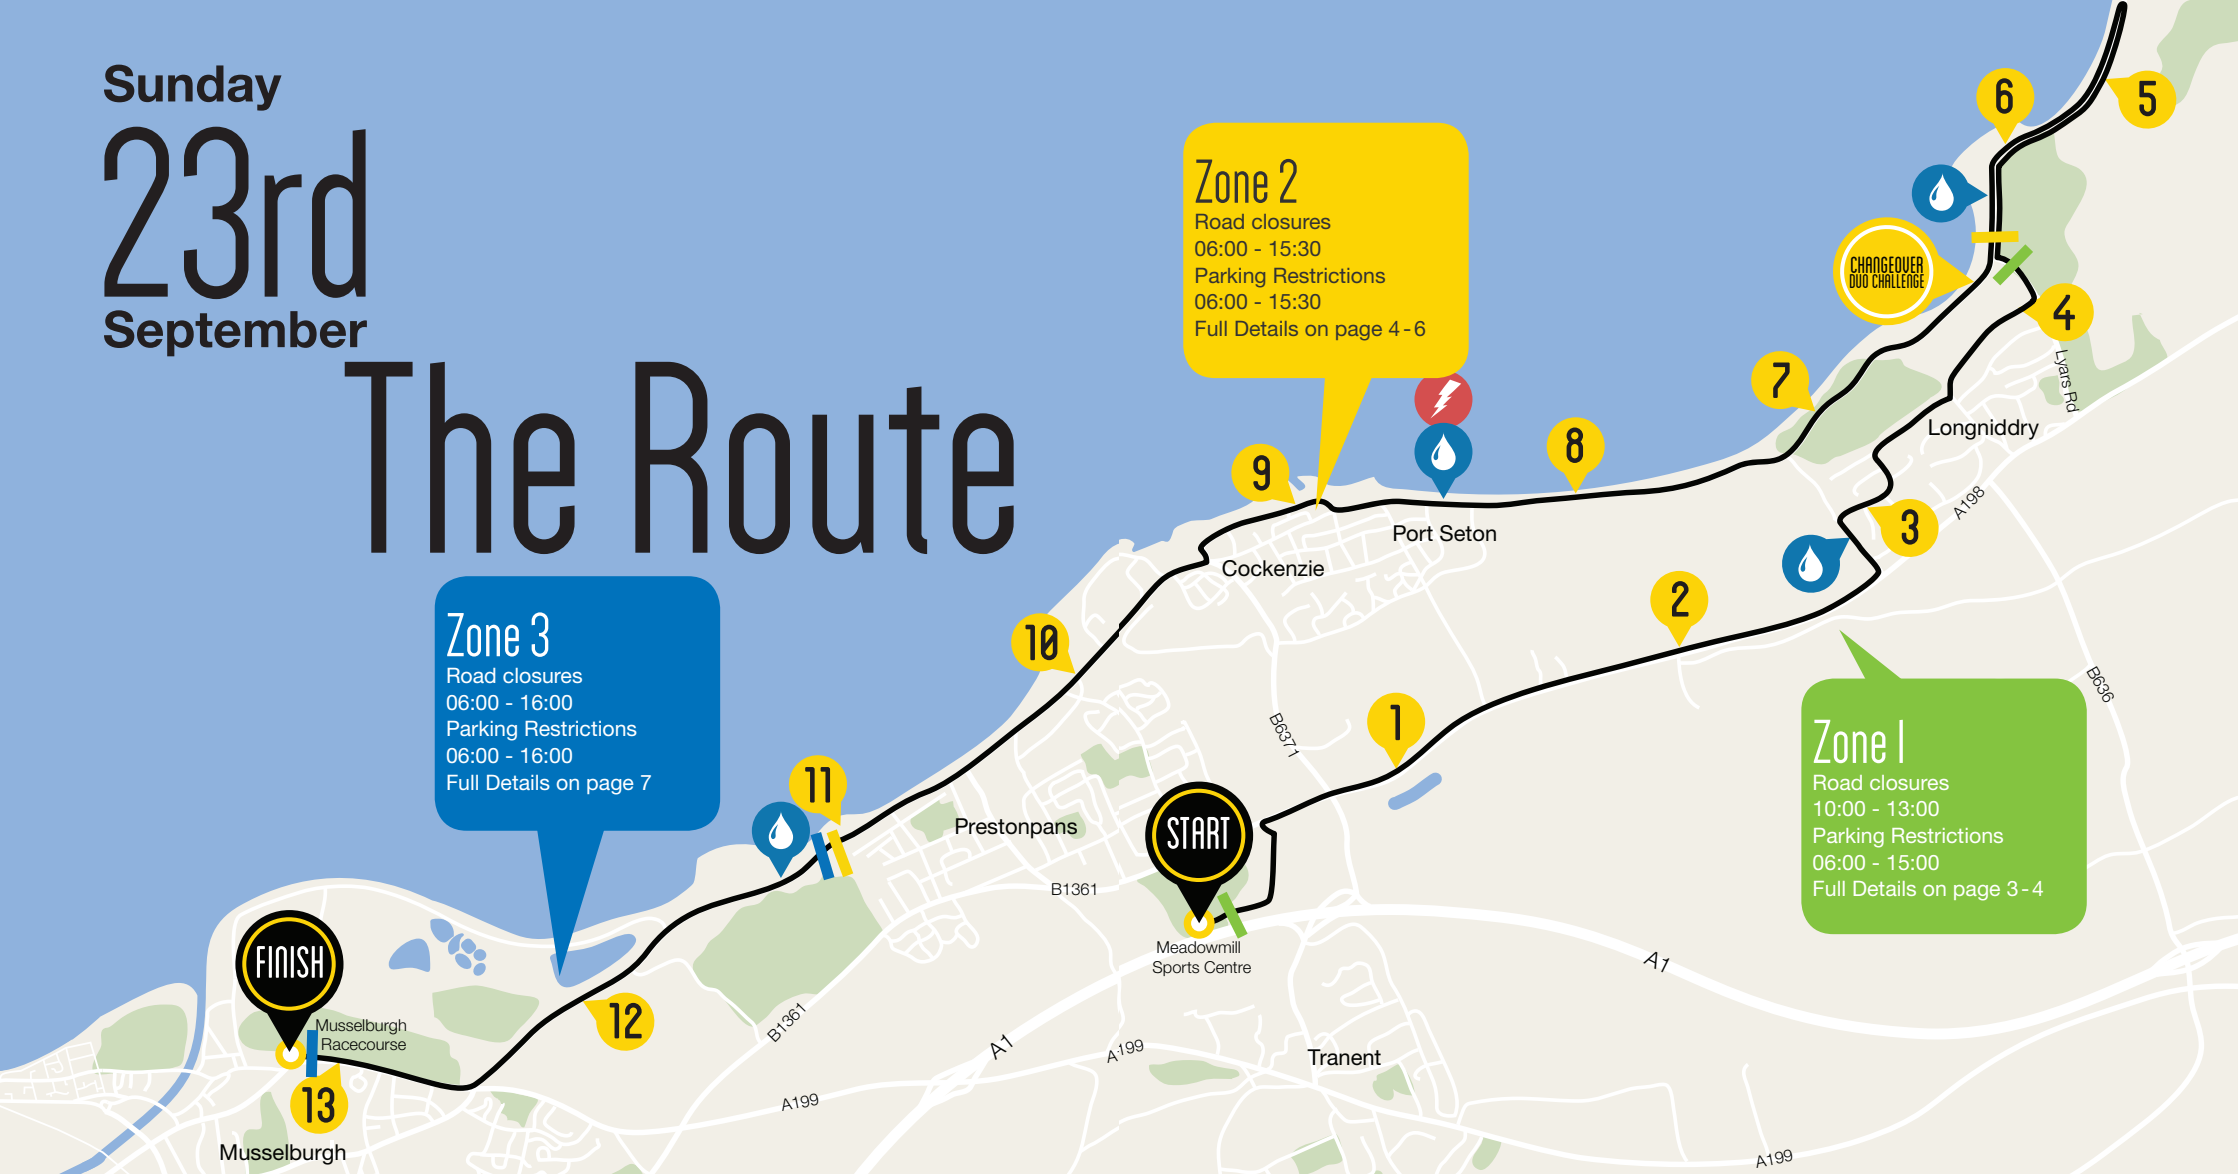 Sunday
23rd
September
The Route
Zone 2
Road closures
06:00 - 15:30
Parking Restrictions
06:00 - 15:30
Full Details on page 4-6
Zone 3
Road closures
06:00 - 16:00
Parking Restrictions
06:00 - 16:00
Full Details on page 7
Zone 1
Road closures
10:00 - 13:00
Parking Restrictions
06:00 - 15:00
Full Details on page 3-4
START
Meadowmill
Sports Centre
1
2
3
4
5
6
CHANGEOVER
DUO CHALLENGE
7
8
9
10
11
12
13
FINISH
Musselburgh
Racecourse
Musselburgh
Prestonpans
Cockenzie
Port Seton
Longniddry
Tranent
Lyars Rd
A198
B636
B6371
B1361
B1361
A1
A1
A199
A199
A199